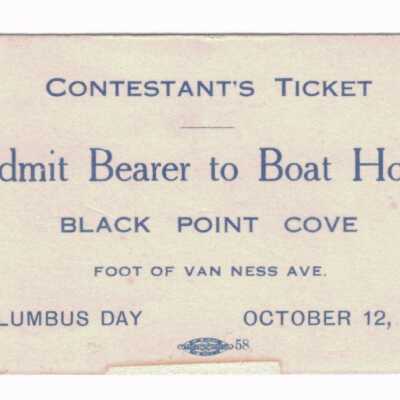 CONTESTANT'S TICKET
dmit Bearer to Boat Ho
BLACK POINT COVE
FOOT OF VAN NESS AVE.
LUMBUS DAY OCTOBER 12,
58